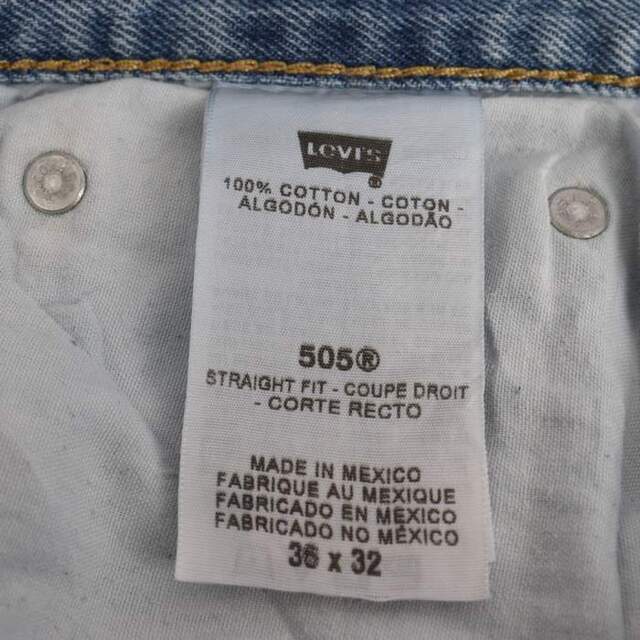 LEVI'S ®
100% COTTON - COTON -
ALGODÓN - ALGODÃO
505®
STRAIGHT FIT - COUPE DROIT
- CORTE RECTO
MADE IN MEXICO
FABRIQUE AU MEXIQUE
FABRICADO EN MEXICO
FABRICADO NO MÉXICO
36 x 32